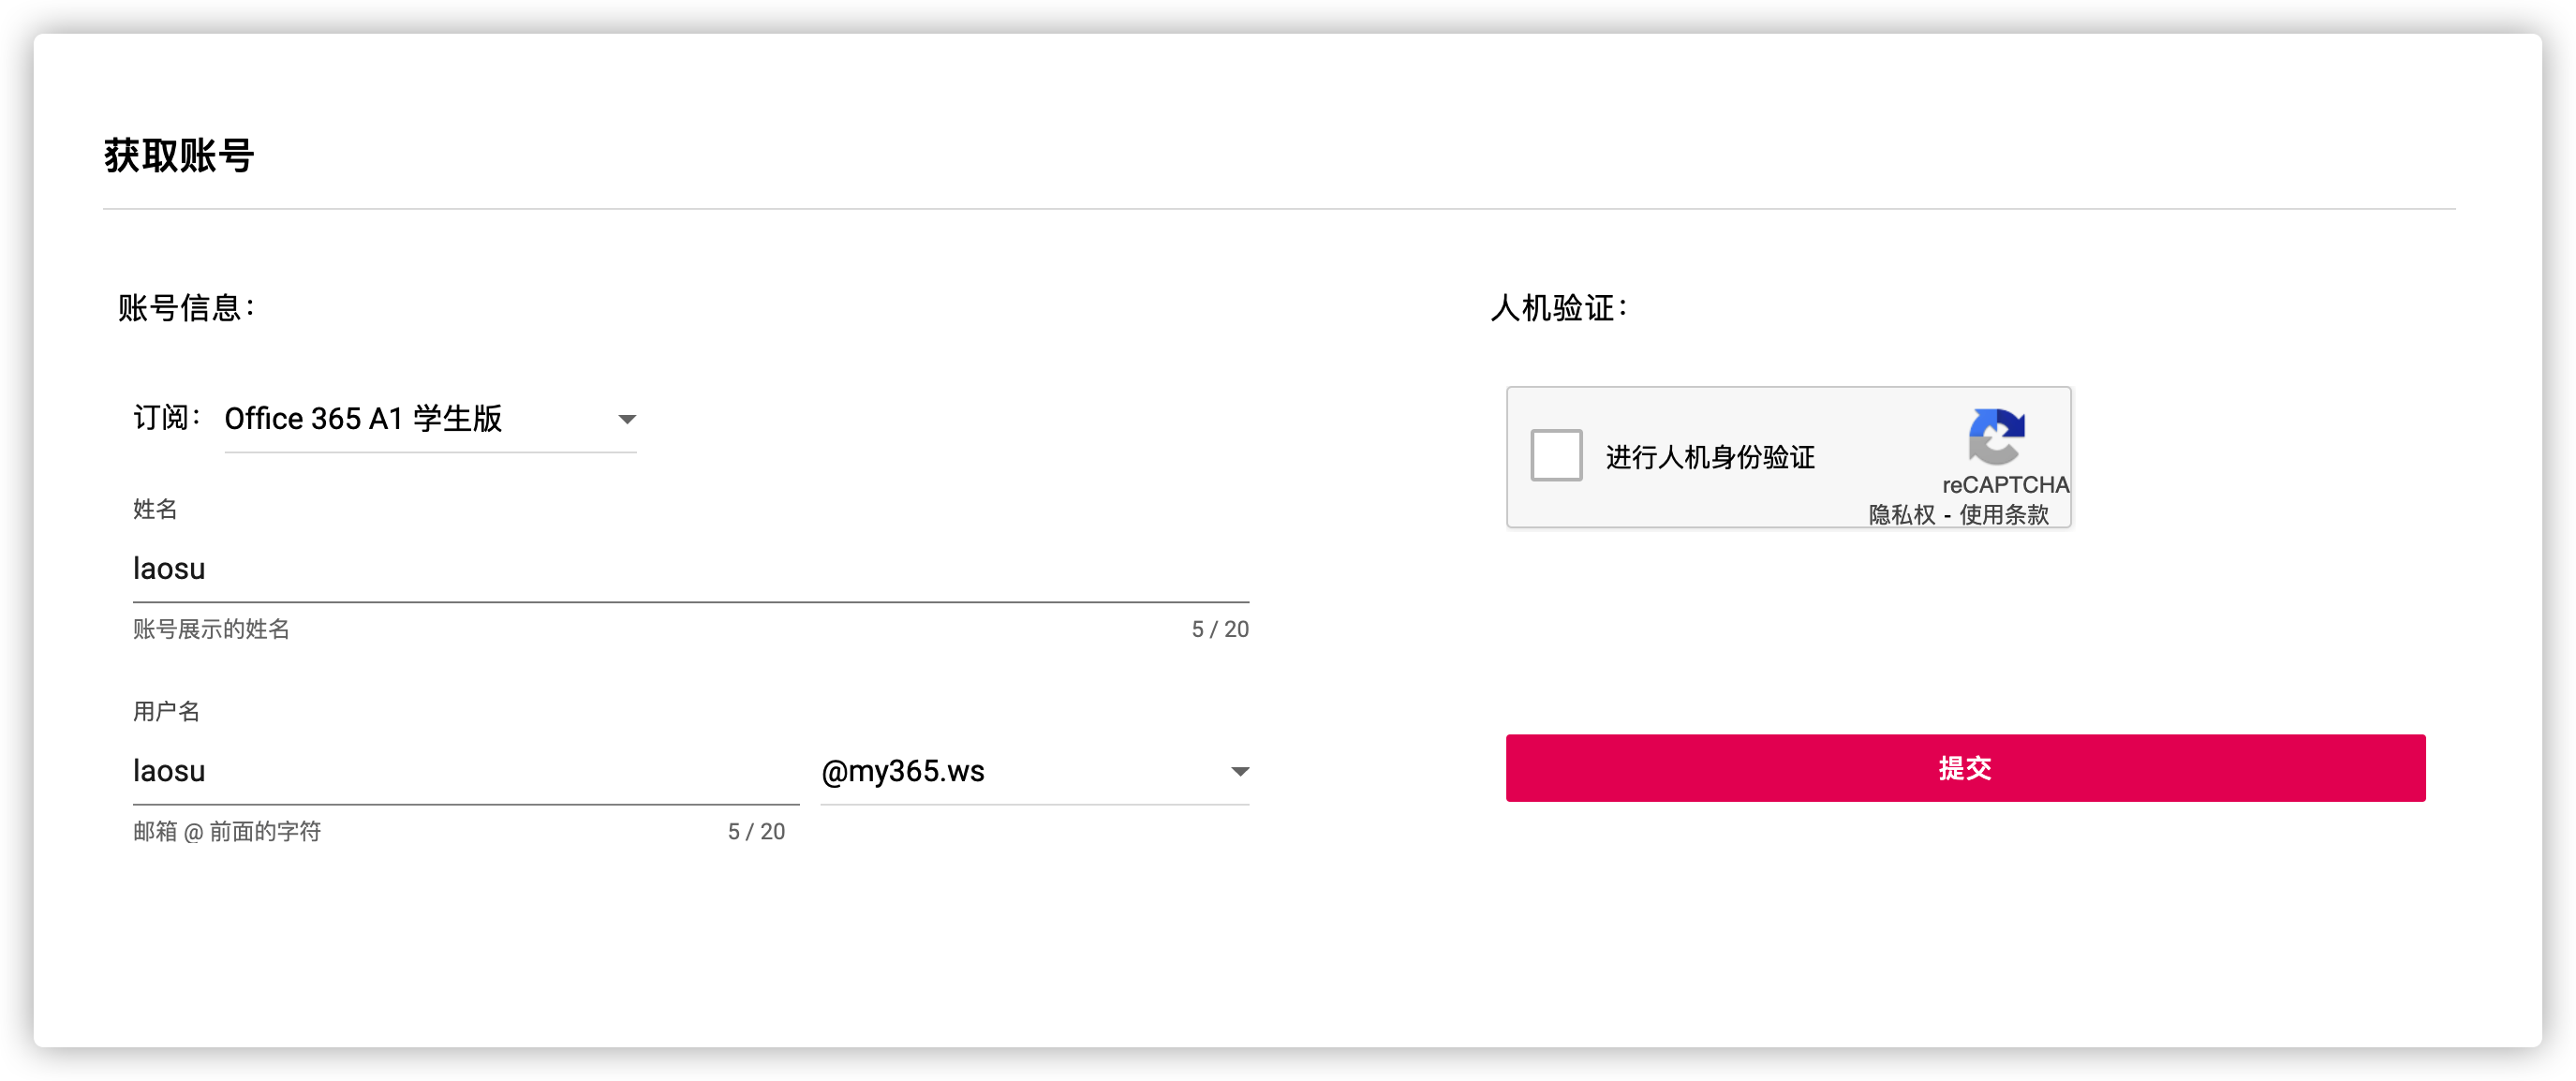 获取账号
账号信息：
订阅： Office 365 A1 学生版
姓名
laosu
账号展示的姓名 5 / 20
用户名
laosu @my365.ws
邮箱 @ 前面的字符 5 / 20
人机验证：
进行人机身份验证
reCAPTCHA
隐私权 - 使用条款
提交